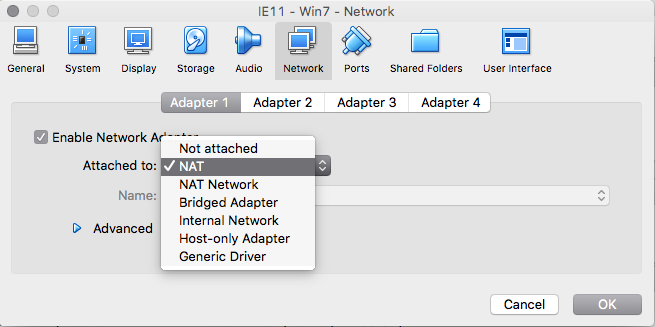 IE11 - Win7 - Network
General System Display Storage Audio Network Ports Shared Folders User Interface
Adapter 1 Adapter 2 Adapter 3 Adapter 4
Enable Network Adapter
Not attached
Attached to: ✓ NAT
NAT Network
Name:
Bridged Adapter
Internal Network
Advanced
Host-only Adapter
Generic Driver
Cancel OK